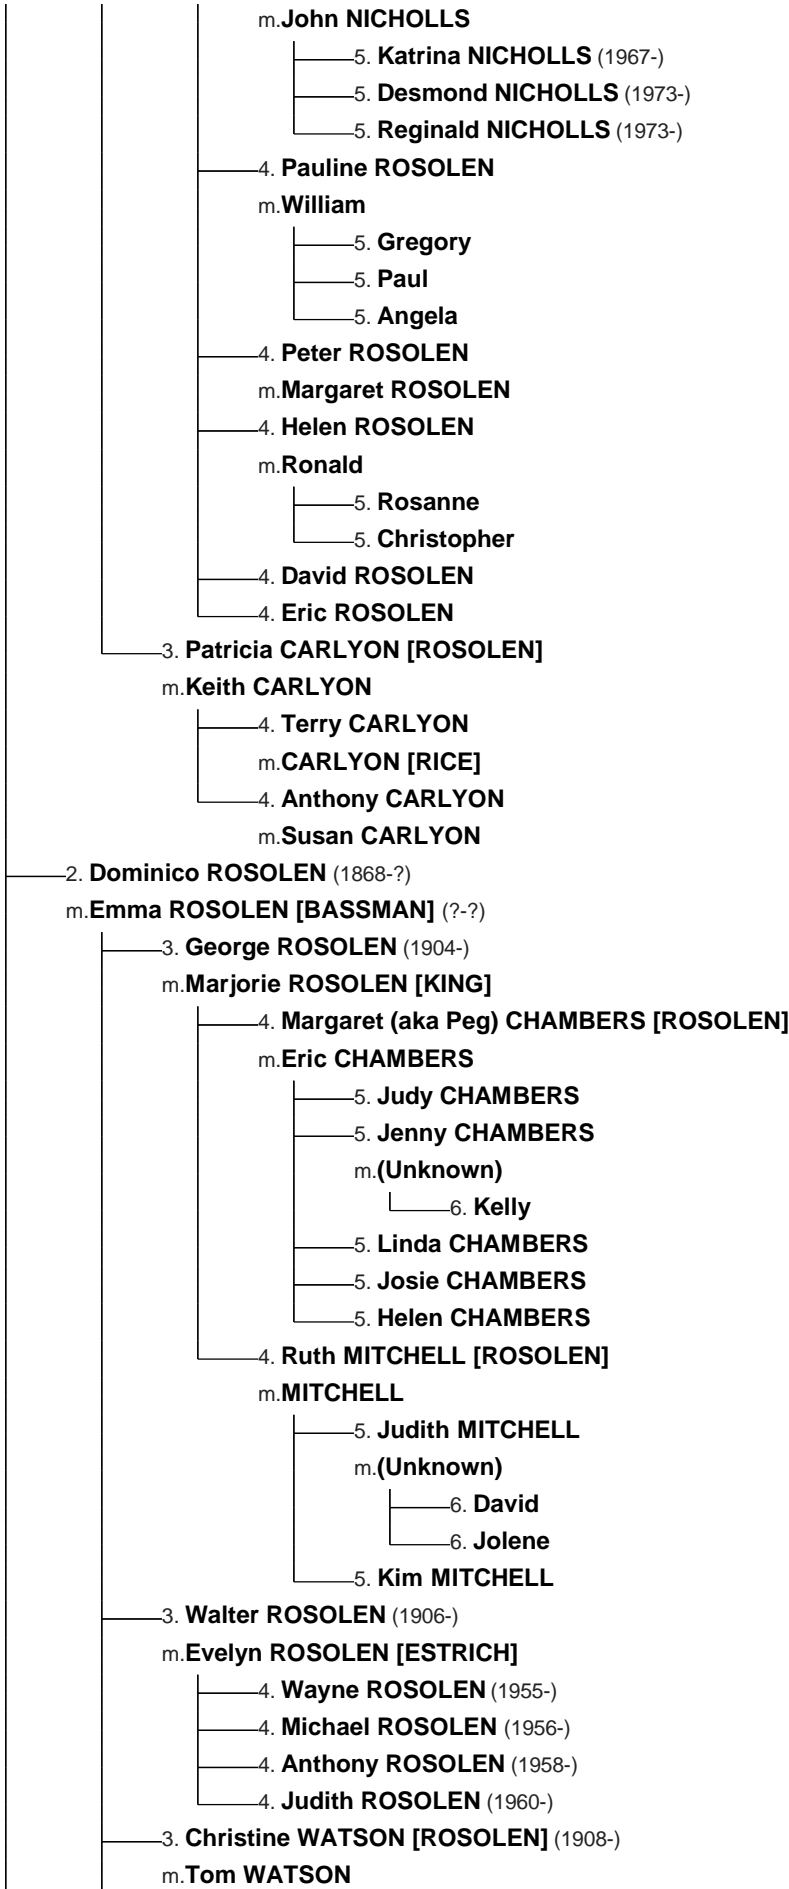 m.John NICHOLLS
5. Katrina NICHOLLS (1967-)
5. Desmond NICHOLLS (1973-)
5. Reginald NICHOLLS (1973-)
4. Pauline ROSOLEN
m.William
5. Gregory
5. Paul
5. Angela
4. Peter ROSOLEN
m.Margaret ROSOLEN
4. Helen ROSOLEN
m.Ronald
5. Rosanne
5. Christopher
4. David ROSOLEN
4. Eric ROSOLEN
3. Patricia CARLYON [ROSOLEN]
m.Keith CARLYON
4. Terry CARLYON
m.CARLYON [RICE]
4. Anthony CARLYON
m.Susan CARLYON
2. Dominico ROSOLEN (1868-?)
m.Emma ROSOLEN [BASSMAN] (?-?)
3. George ROSOLEN (1904-)
m.Marjorie ROSOLEN [KING]
4. Margaret (aka Peg) CHAMBERS [ROSOLEN]
m.Eric CHAMBERS
5. Judy CHAMBERS
5. Jenny CHAMBERS
m.(Unknown)
6. Kelly
5. Linda CHAMBERS
5. Josie CHAMBERS
5. Helen CHAMBERS
4. Ruth MITCHELL [ROSOLEN]
m.MITCHELL
5. Judith MITCHELL
m.(Unknown)
6. David
6. Jolene
5. Kim MITCHELL
3. Walter ROSOLEN (1906-)
m.Evelyn ROSOLEN [ESTRICH]
4. Wayne ROSOLEN (1955-)
4. Michael ROSOLEN (1956-)
4. Anthony ROSOLEN (1958-)
4. Judith ROSOLEN (1960-)
3. Christine WATSON [ROSOLEN] (1908-)
m.Tom WATSON